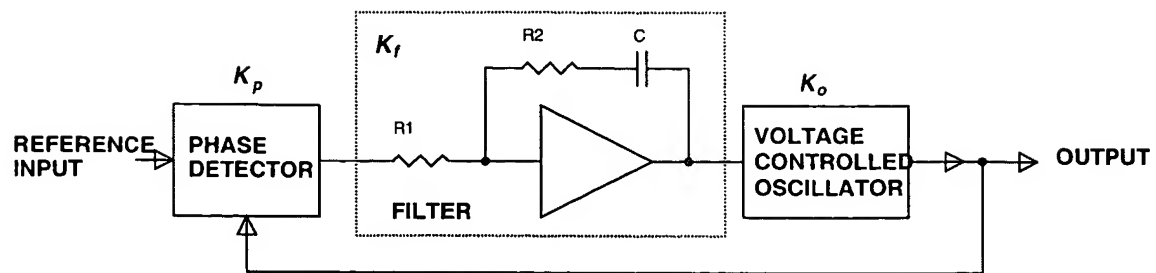 R2
C
K_f
K_p
K_o
R1
REFERENCE
INPUT
PHASE
DETECTOR
VOLTAGE
CONTROLLED
OSCILLATOR
OUTPUT
FILTER